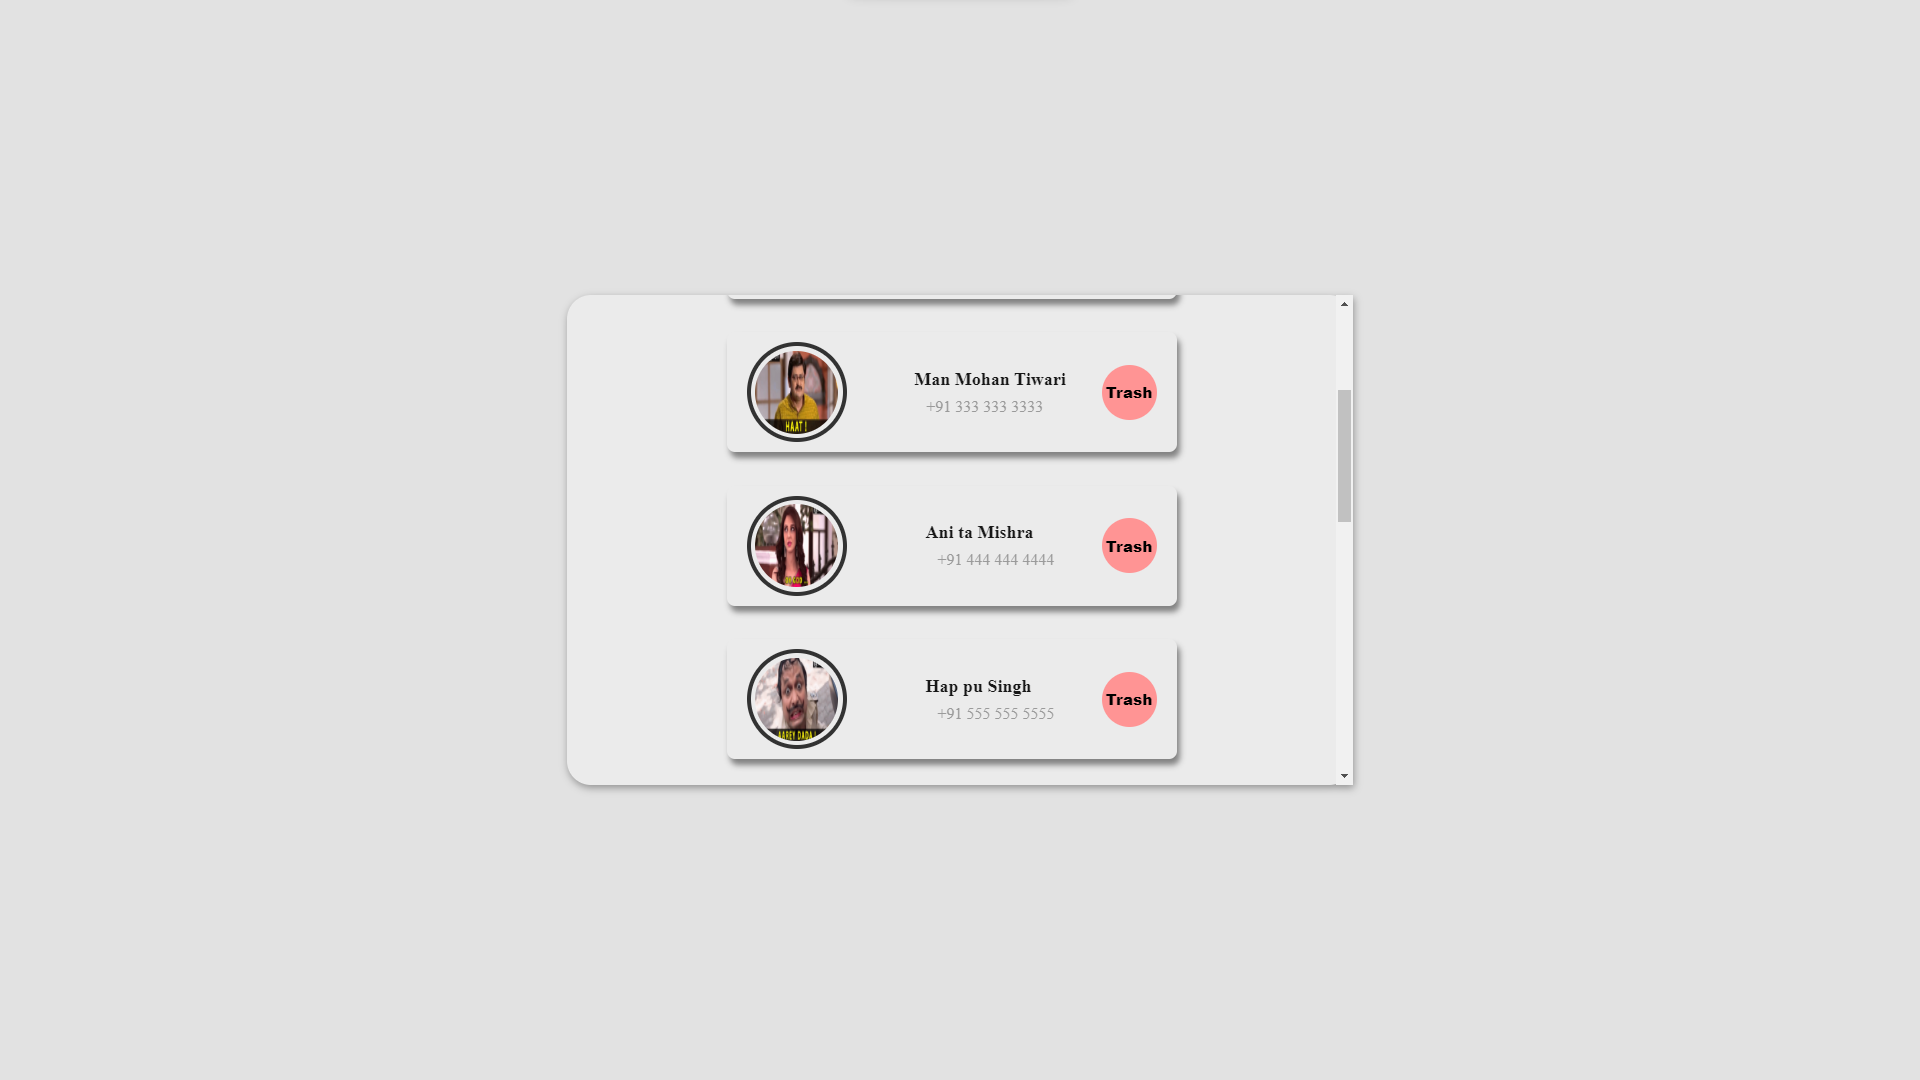 Man Mohan Tiwari
+91 333 333 3333
Trash
HAAT !
Ani ta Mishra
+91 444 444 4444
Trash
Hap pu Singh
+91 555 555 5555
Trash
AAREY DADA !